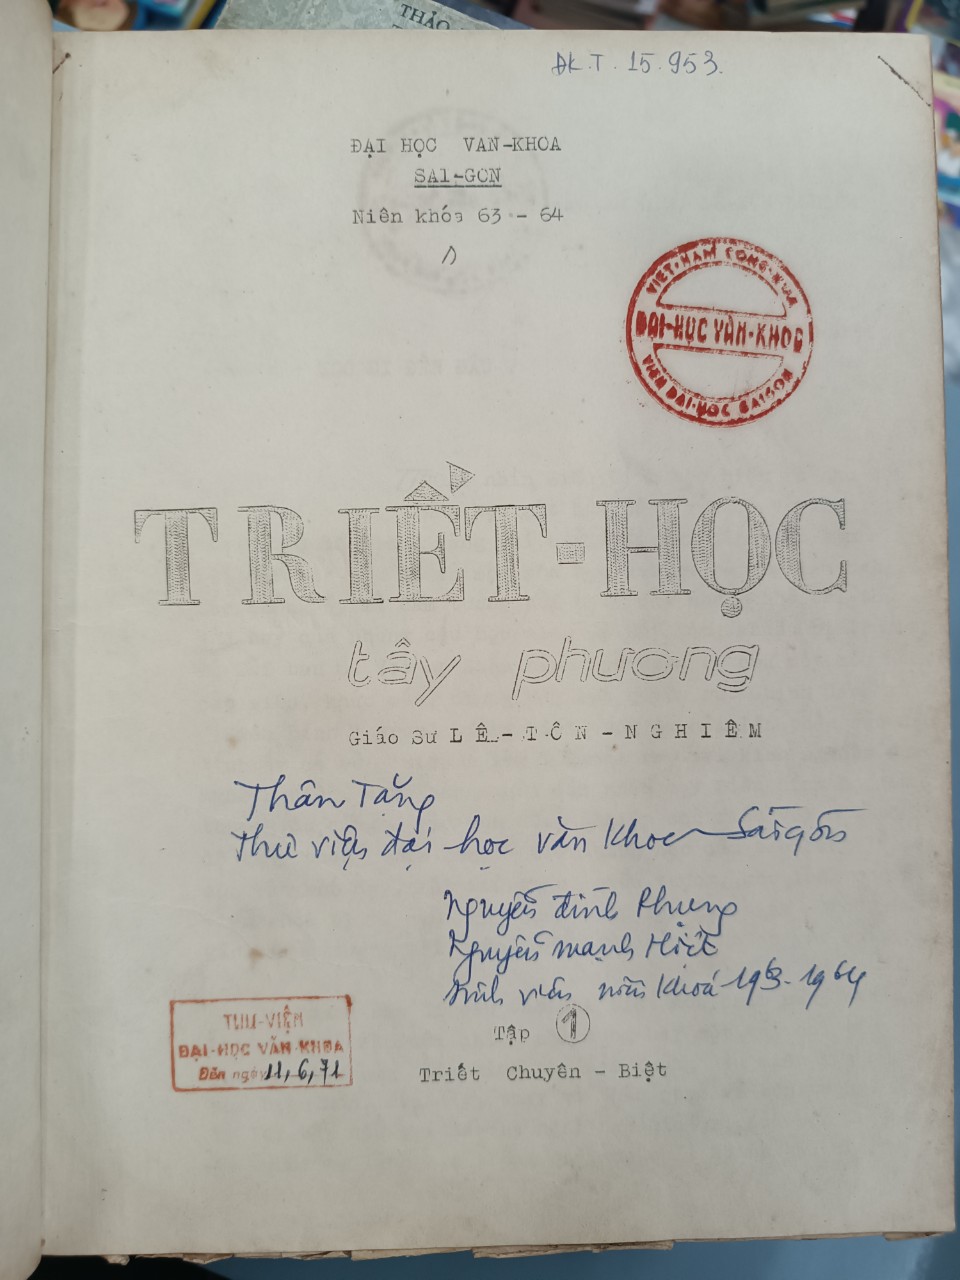 THẢO
ĐK.T. 15.953.
ĐẠI HỌC VAN-KHOA
SAI-GON
Niên khóa 63 - 64
VIỆT-NAM CỘNG-HÒA
ĐẠI-HỌC VĂN-KHOA
VIỆN ĐẠI-HỌC SAIGON
TRIẾT-HỌC
tây phương
Giáo Sư LÊ-TÔN-NGHIÊM
Thân Tặng
Thư viện đại học văn khoa Sàigòn
Nguyễn đình Phụng
Nguyễn mạnh
sinh viên niên khoá 1963-1964
Tập 1
THƯ-VIỆN
ĐẠI-HỌC VĂN-KHOA
Đến ngày 11,6,71
Triết Chuyên - Biệt